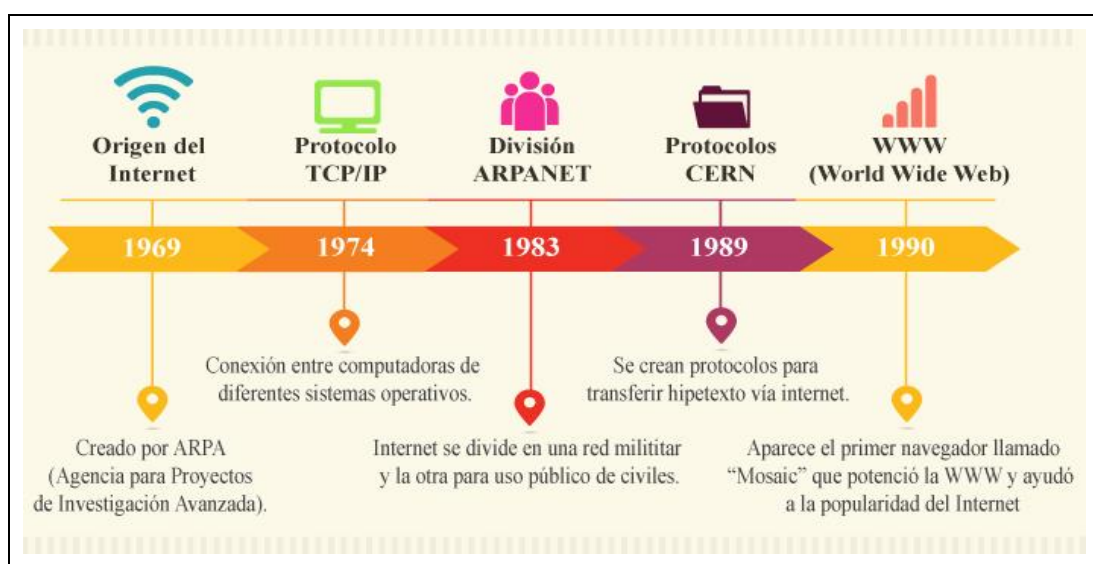 Origen del
Internet
Protocolo
TCP/IP
División
ARPANET
Protocolos
CERN
WWW
(World Wide Web)
1969
1974
1983
1989
1990
Conexión entre computadoras de
diferentes sistemas operativos.
Se crean protocolos para
transferir hipetexto vía internet.
Creado por ARPA
(Agencia para Proyectos
de Investigación Avanzada).
Internet se divide en una red milititar
y la otra para uso público de civiles.
Aparece el primer navegador llamado
“Mosaic” que potenció la WWW y ayudó
a la popularidad del Internet